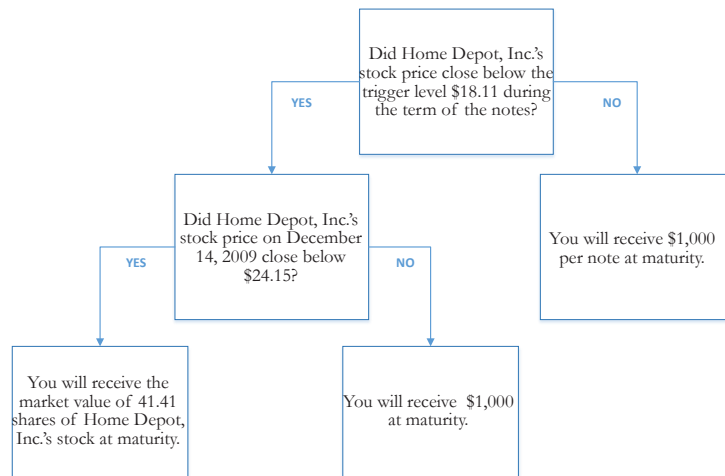 Did Home Depot, Inc.'s
stock price close below the
trigger level $18.11 during
the term of the notes?
YES
NO
Did Home Depot, Inc.'s
stock price on December
14, 2009 close below
$24.15?
You will receive $1,000
per note at maturity.
YES
NO
You will receive the
market value of 41.41
shares of Home Depot,
Inc.'s stock at maturity.
You will receive $1,000
at maturity.